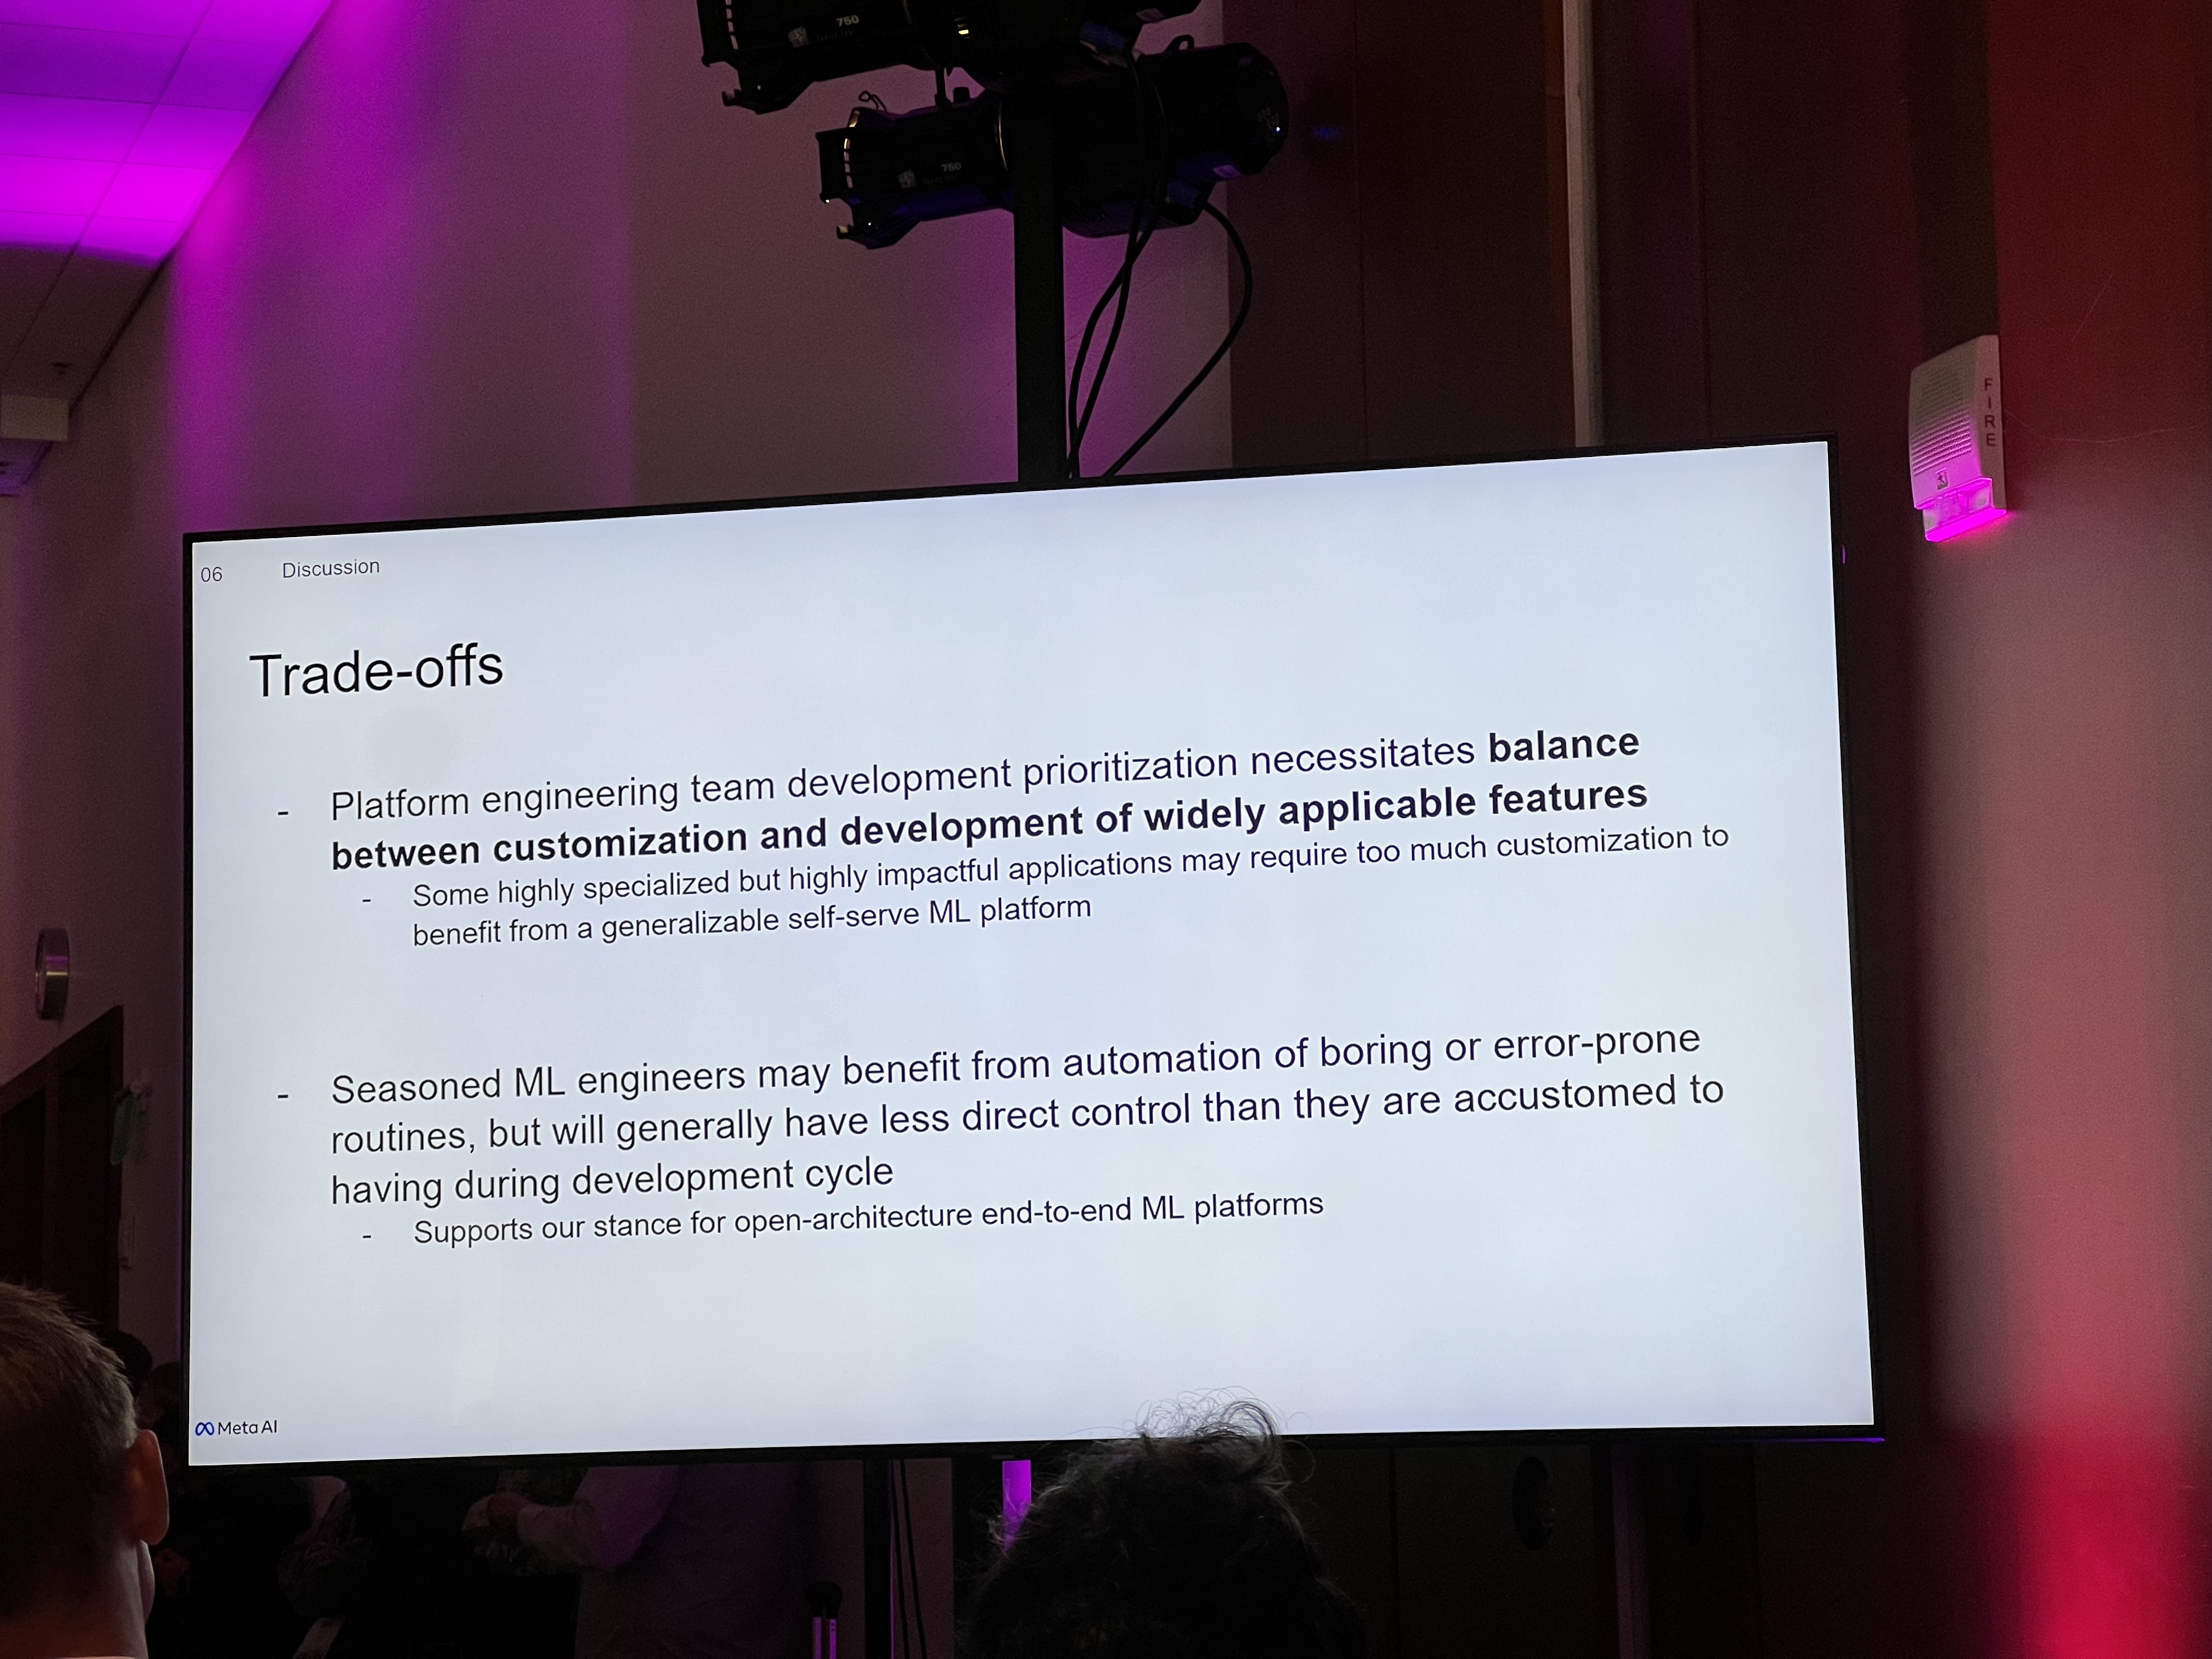 750
750
FIRE
06 Discussion
Trade-offs
- Platform engineering team development prioritization necessitates balance
between customization and development of widely applicable features
- Some highly specialized but highly impactful applications may require too much customization to
benefit from a generalizable self-serve ML platform
- Seasoned ML engineers may benefit from automation of boring or error-prone
routines, but will generally have less direct control than they are accustomed to
having during development cycle
- Supports our stance for open-architecture end-to-end ML platforms
Meta AI